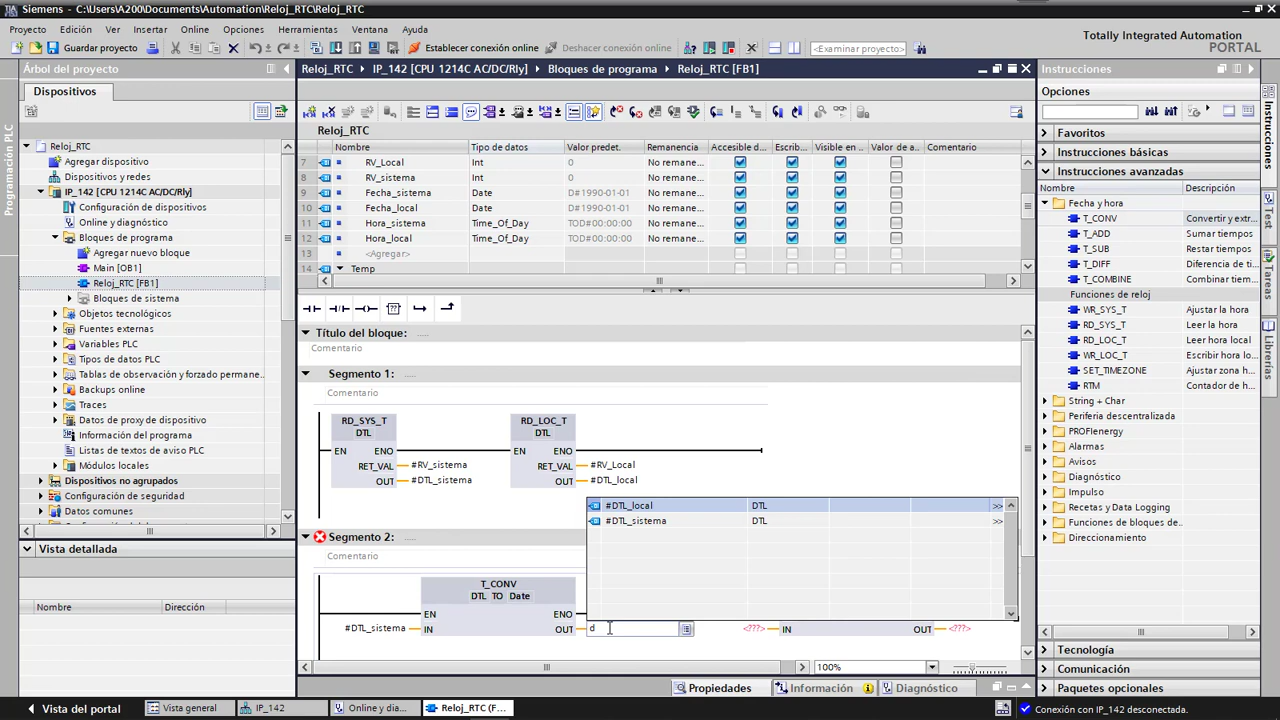 Siemens - C:\Users\A200\Documents\Automation\Reloj_RTC\Reloj_RTC
Proyecto Edición Ver Insertar Online Opciones Herramientas Ventana Ayuda
Totally Integrated Automation
PORTAL
Guardar proyecto Establecer conexión online Deshacer conexión online <Examinar proyecto>
Árbol del proyecto
Reloj_RTC IP_142 [CPU 1214C AC/DC/Rly] Bloques de programa Reloj_RTC [FB1]
Instrucciones
Dispositivos
Opciones
Programación PLC
Reloj_RTC
Agregar dispositivo
Dispositivos y redes
IP_142 [CPU 1214C AC/DC/Rly]
Configuración de dispositivos
Online y diagnóstico
Bloques de programa
Agregar nuevo bloque
Main [OB1]
Reloj_RTC [FB1]
Bloques de sistema
Objetos tecnológicos
Fuentes externas
Variables PLC
Tipos de datos PLC
Tablas de observación y forzado permane...
Backups online
Traces
Datos de proxy de dispositivo
Información del programa
Listas de textos de aviso PLC
Módulos locales
Dispositivos no agrupados
Configuración de seguridad
Datos comunes
Vista detallada
Nombre Dirección
Reloj_RTC
Nombre Tipo de datos Valor predet. Remanencia Accesible d... Escrib... Visible en ... Valor de a... Comentario
7 RV_Local Int 0 No remane...
8 RV_sistema Int 0 No remane...
9 Fecha_sistema Date D#1990-01-01 No remane...
10 Fecha_local Date D#1990-01-01 No remane...
11 Hora_sistema Time_Of_Day TOD#00:00:00 No remane...
12 Hora_local Time_Of_Day TOD#00:00:00 No remane...
13 <Agregar>
14 Temp
Título del bloque: .....
Comentario
Segmento 1: .....
Comentario
RD_SYS_T RD_LOC_T
DTL DTL
EN ENO EN ENO
RET_VAL #RV_sistema RET_VAL #RV_Local
OUT #DTL_sistema OUT #DTL_local
#DTL_local DTL >>
#DTL_sistema DTL >>
Segmento 2: .....
Comentario
T_CONV
DTL TO Date
EN ENO
#DTL_sistema IN OUT d <???> IN OUT <???>
100%
Propiedades Información Diagnóstico
Favoritos
Instrucciones básicas
Instrucciones avanzadas
Nombre Descripción
Fecha y hora
T_CONV Convertir y extr...
T_ADD Sumar tiempos
T_SUB Restar tiempos
T_DIFF Diferencia de ti...
T_COMBINE Combinar tiem...
Funciones de reloj
WR_SYS_T Ajustar la hora
RD_SYS_T Leer la hora
RD_LOC_T Leer hora local
WR_LOC_T Escribir hora lo...
SET_TIMEZONE Ajustar zona h...
RTM Contador de h...
String + Char
Periferia descentralizada
PROFIenergy
Alarmas
Avisos
Diagnóstico
Impulso
Recetas y Data Logging
Funciones de bloques de...
Direccionamiento
Tecnología
Comunicación
Paquetes opcionales
Instrucciones
Test
Tareas
Librerías
Vista del portal Vista general IP_142 Online y dia... Reloj_RTC (F... Conexión con IP_142 desconectada.